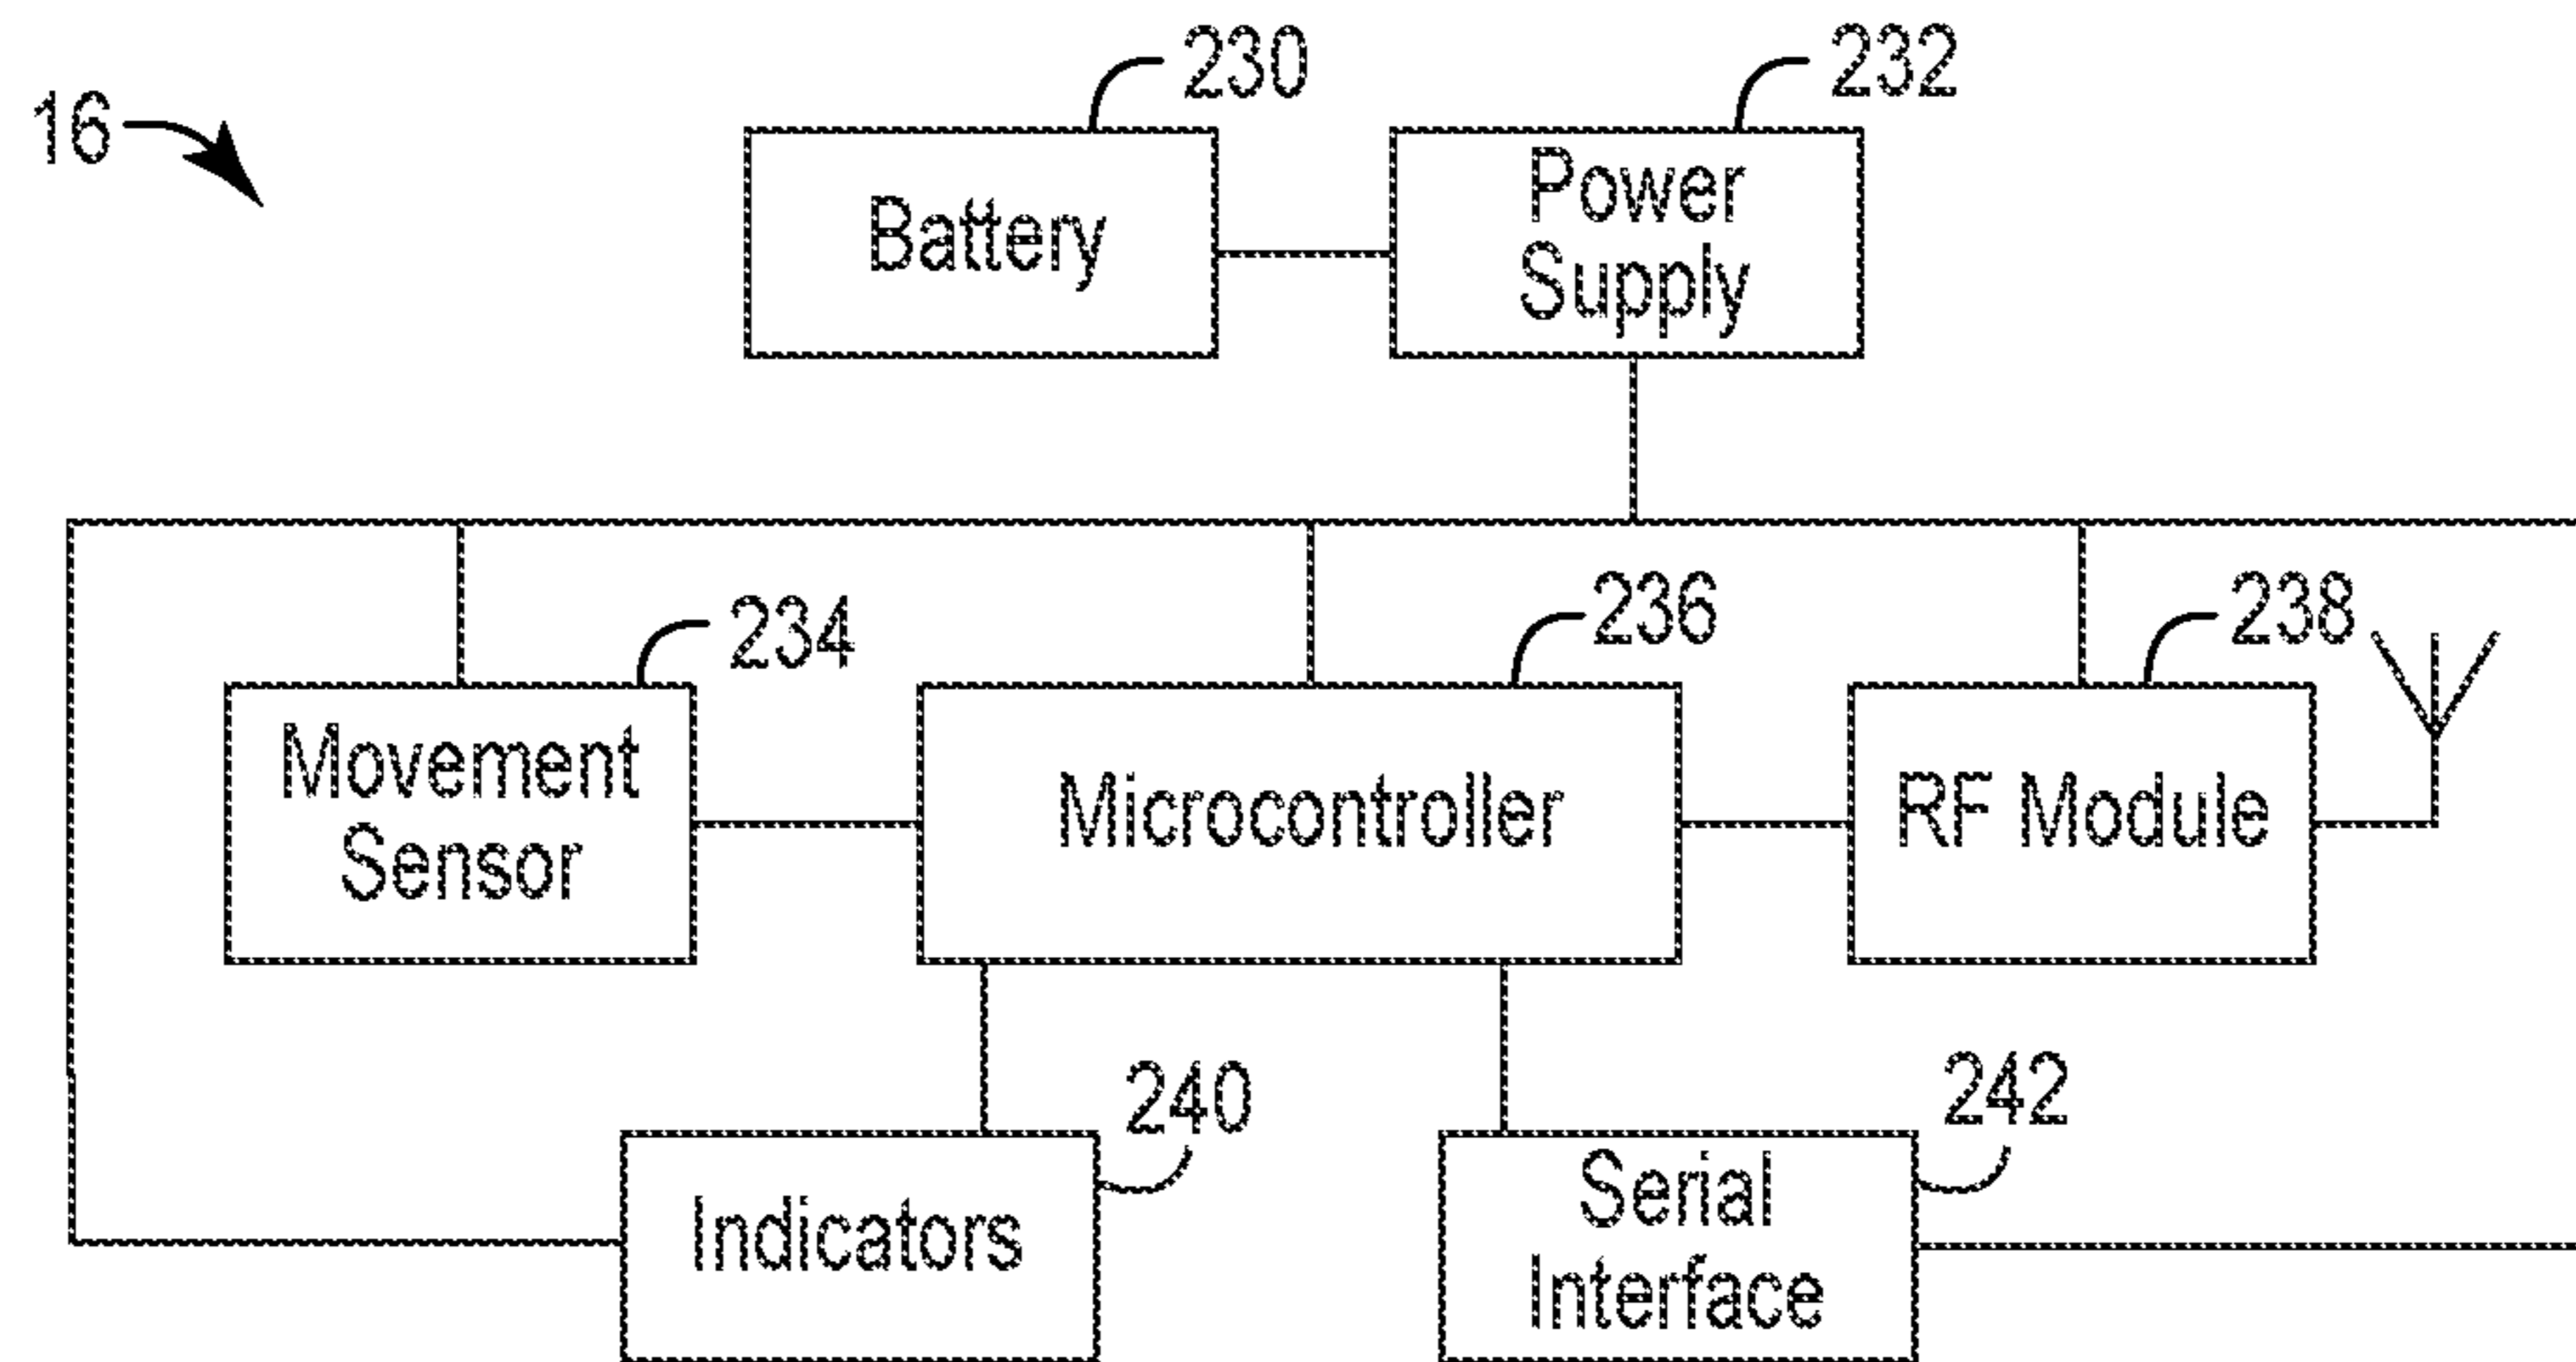 230
232
16
Battery
Power
Supply
234
236
238
Movement
Sensor
Microcontroller
RF Module
240
242
Indicators
Serial
Interface